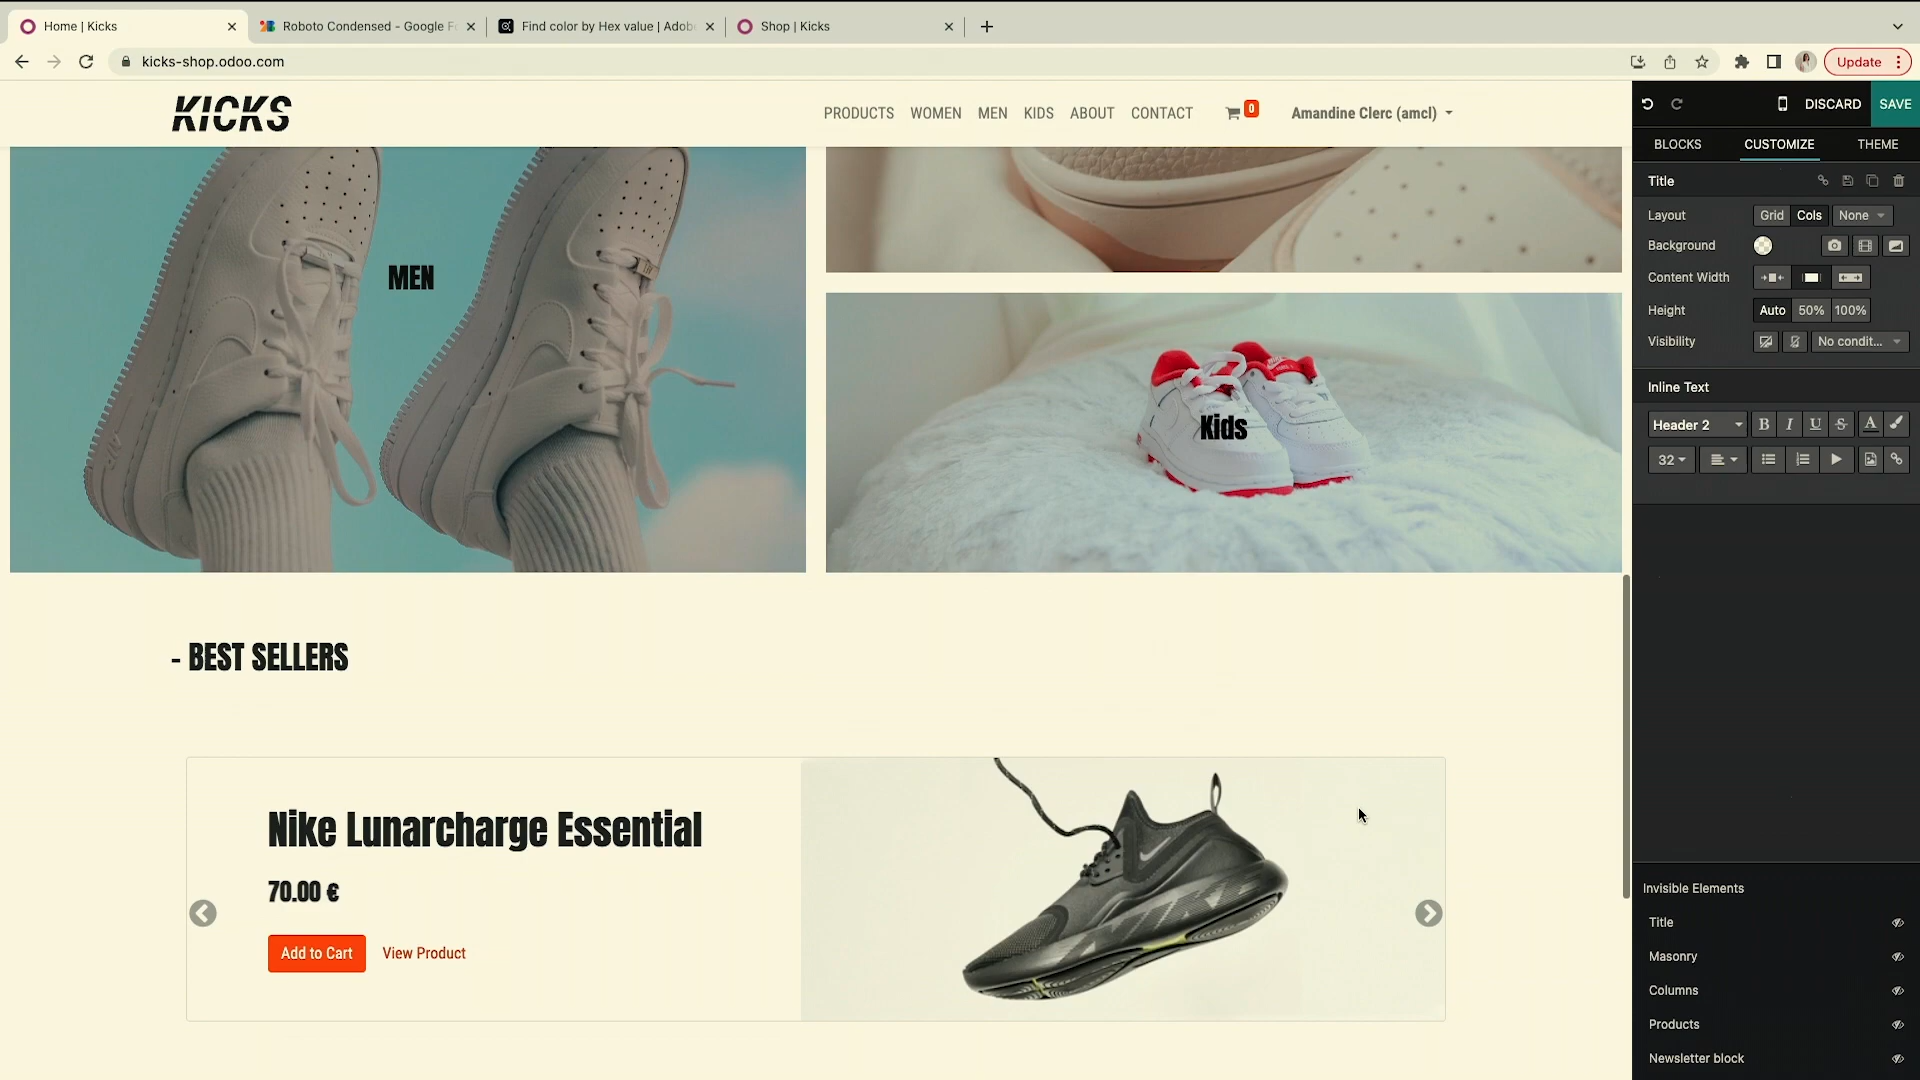 Home | Kicks
Roboto Condensed - Google F
Find color by Hex value | Adob
Shop | Kicks
kicks-shop.odoo.com
Update
KICKS
PRODUCTS WOMEN MEN KIDS ABOUT CONTACT
0
Amandine Clerc (amcl)
DISCARD
SAVE
BLOCKS CUSTOMIZE THEME
Title
Layout Grid Cols None
Background
Content Width
Height Auto 50% 100%
Visibility No condit...
Inline Text
Header 2 B I U S A
32
MEN
Kids
- BEST SELLERS
Nike Lunarcharge Essential
70.00 €
Add to Cart View Product
Invisible Elements
Title
Masonry
Columns
Products
Newsletter block